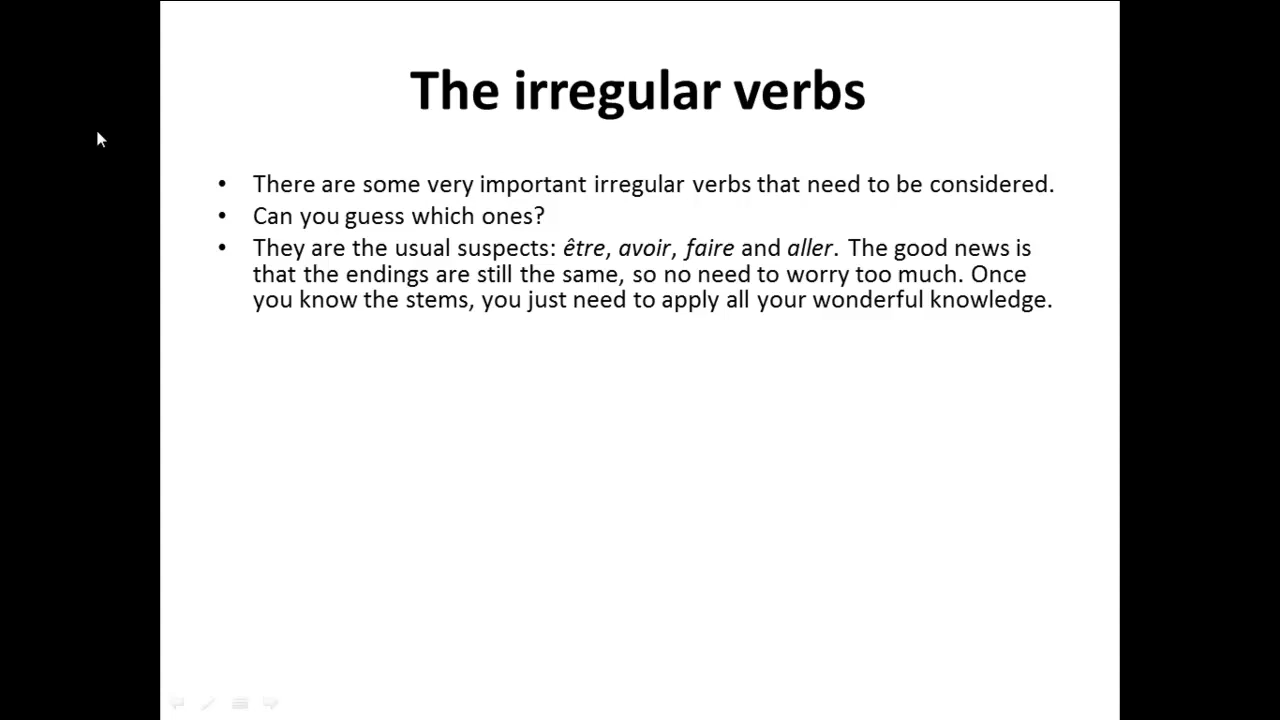 The irregular verbs
• There are some very important irregular verbs that need to be considered.
• Can you guess which ones?
• They are the usual suspects: être, avoir, faire and aller. The good news is
that the endings are still the same, so no need to worry too much. Once
you know the stems, you just need to apply all your wonderful knowledge.